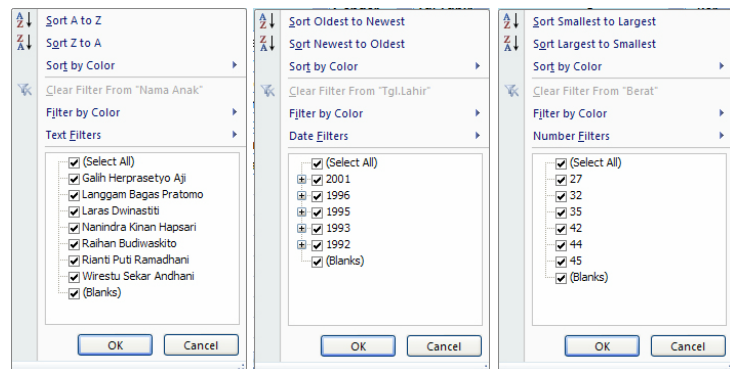 Sort A to Z
Sort Z to A
Sort by Color
Clear Filter From "Nama Anak"
Filter by Color
Text Filters
(Select All)
Galih Herprasetyo Aji
Langgam Bagas Pratomo
Laras Dwinastiti
Nanindra Kinan Hapsari
Raihan Budiwaskito
Rianti Puti Ramadhani
Wirestu Sekar Andhani
(Blanks)
OK
Cancel
Sort Oldest to Newest
Sort Newest to Oldest
Sort by Color
Clear Filter From "Tgl.Lahir"
Filter by Color
Date Filters
(Select All)
2001
1996
1995
1993
1992
(Blanks)
OK
Cancel
Sort Smallest to Largest
Sort Largest to Smallest
Sort by Color
Clear Filter From "Berat"
Filter by Color
Number Filters
(Select All)
27
32
35
42
44
45
(Blanks)
OK
Cancel